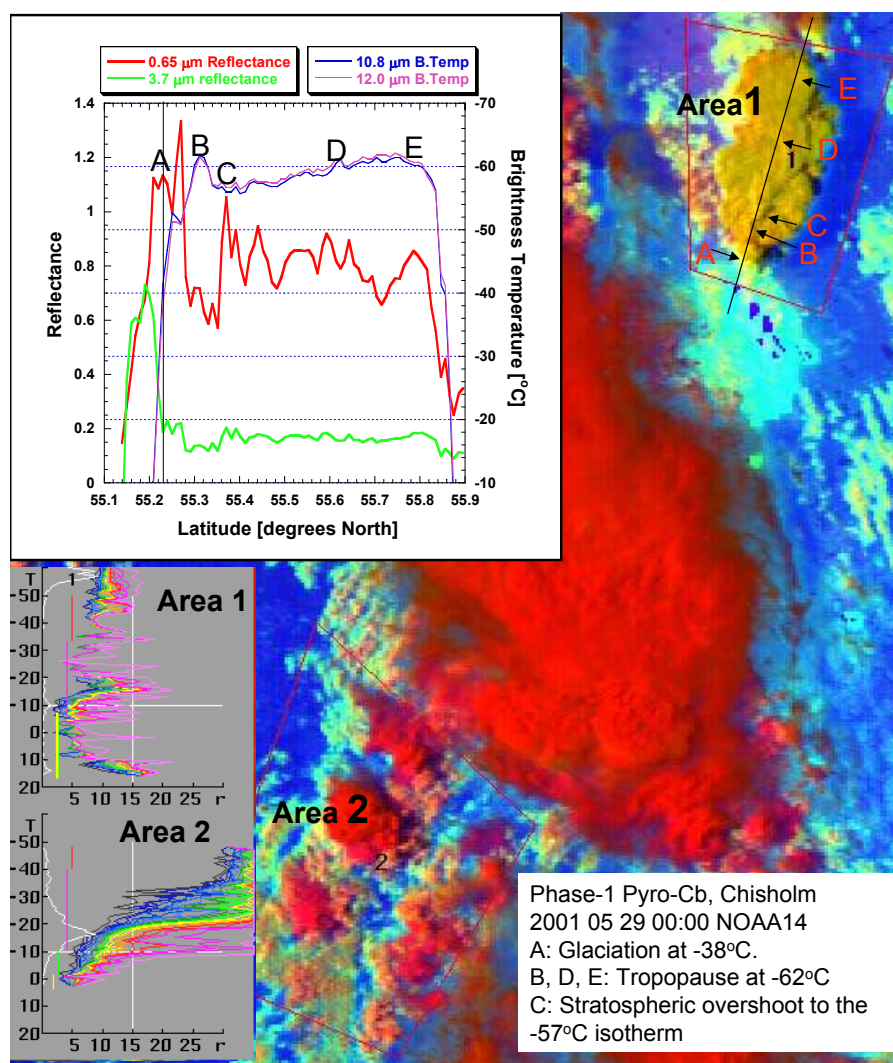 0.65 µm Reflectance
3.7 µm reflectance
10.8 µm B.Temp
12.0 µm B.Temp
1.4
1.2
1
0.8
0.6
0.4
0.2
0
Reflectance
-70
-60
-50
-40
-30
-20
-10
Brightness Temperature [°C]
A
B
C
D
E
55.1 55.2 55.3 55.4 55.5 55.6 55.7 55.8 55.9
Latitude [degrees North]
Area1
E
D
1
C
B
A
Area 1
T
1
50
40
30
20
10
0
10
20
5 10 15 20 25 r
Area 2
T
50
40
30
20
10
0
10
20
5 10 15 20 25 r
Area 2
2
Phase-1 Pyro-Cb, Chisholm
2001 05 29 00:00 NOAA14
A: Glaciation at -38°C.
B, D, E: Tropopause at -62°C
C: Stratospheric overshoot to the
-57°C isotherm